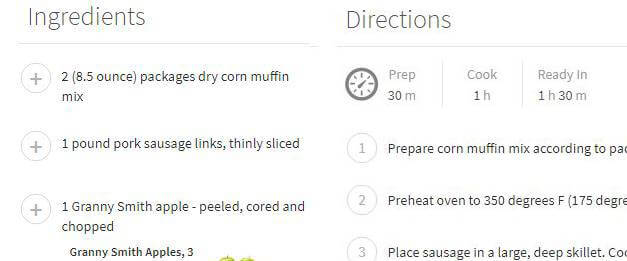 Ingredients
2 (8.5 ounce) packages dry corn muffin
mix
1 pound pork sausage links, thinly sliced
1 Granny Smith apple - peeled, cored and
chopped
Granny Smith Apples, 3
Directions
Prep Cook Ready In
30 m 1 h 1 h 30 m
1 Prepare corn muffin mix according to pac
2 Preheat oven to 350 degrees F (175 degre
3 Place sausage in a large, deep skillet. Coo